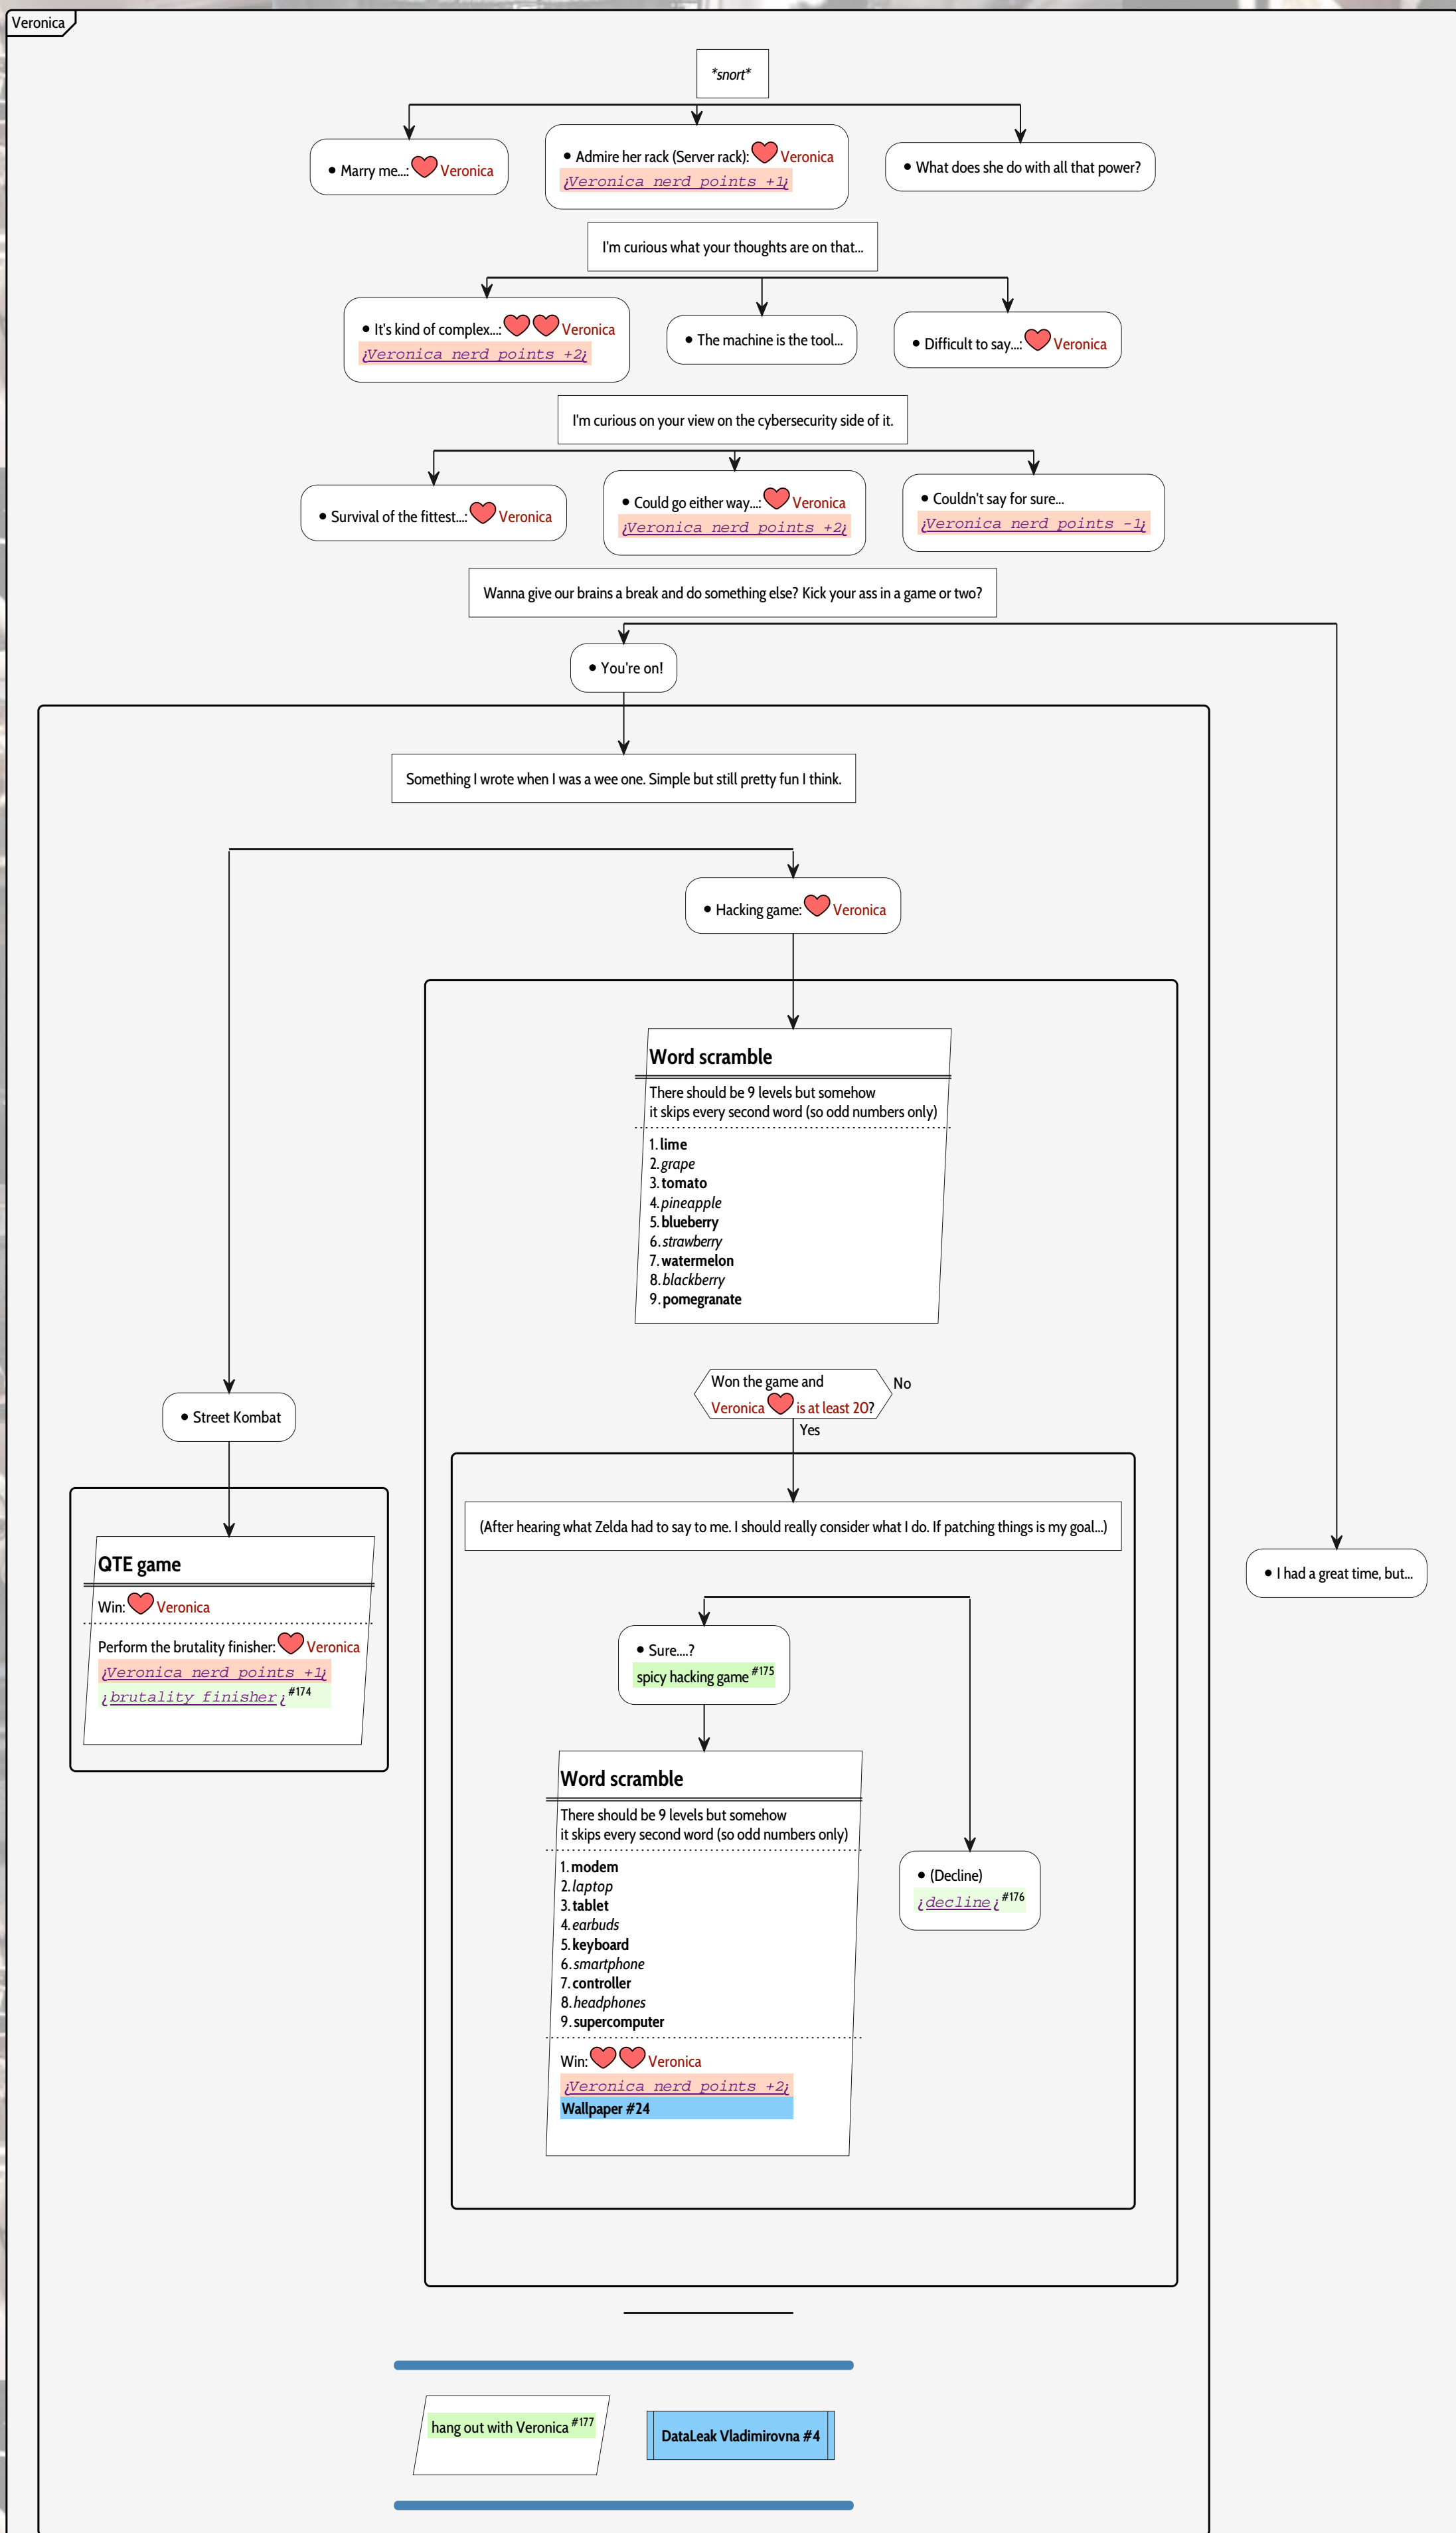 Veronica
*snort*
• Marry me...: Veronica
• Admire her rack (Server rack): Veronica
¿Veronica nerd points +1¿
• What does she do with all that power?
I'm curious what your thoughts are on that...
• It's kind of complex...: Veronica
¿Veronica nerd points +2¿
• The machine is the tool...
• Difficult to say...: Veronica
I'm curious on your view on the cybersecurity side of it.
• Survival of the fittest...: Veronica
• Could go either way...: Veronica
¿Veronica nerd points +2¿
• Couldn't say for sure...
¿Veronica nerd points -1¿
Wanna give our brains a break and do something else? Kick your ass in a game or two?
• You're on!
Something I wrote when I was a wee one. Simple but still pretty fun I think.
• Hacking game: Veronica
Word scramble
There should be 9 levels but somehow
it skips every second word (so odd numbers only)
1. lime
2. grape
3. tomato
4. pineapple
5. blueberry
6. strawberry
7. watermelon
8. blackberry
9. pomegranate
Won the game and
Veronica is at least 20?
No
Yes
• Street Kombat
(After hearing what Zelda had to say to me. I should really consider what I do. If patching things is my goal...)
QTE game
Win: Veronica
Perform the brutality finisher: Veronica
¿Veronica nerd points +1¿
¿brutality finisher¿ #174
• I had a great time, but...
• Sure....?
spicy hacking game #175
Word scramble
There should be 9 levels but somehow
it skips every second word (so odd numbers only)
1. modem
2. laptop
3. tablet
4. earbuds
5. keyboard
6. smartphone
7. controller
8. headphones
9. supercomputer
Win: Veronica
¿Veronica nerd points +2¿
Wallpaper #24
• (Decline)
¿decline¿ #176
hang out with Veronica #177
DataLeak Vladimirovna #4